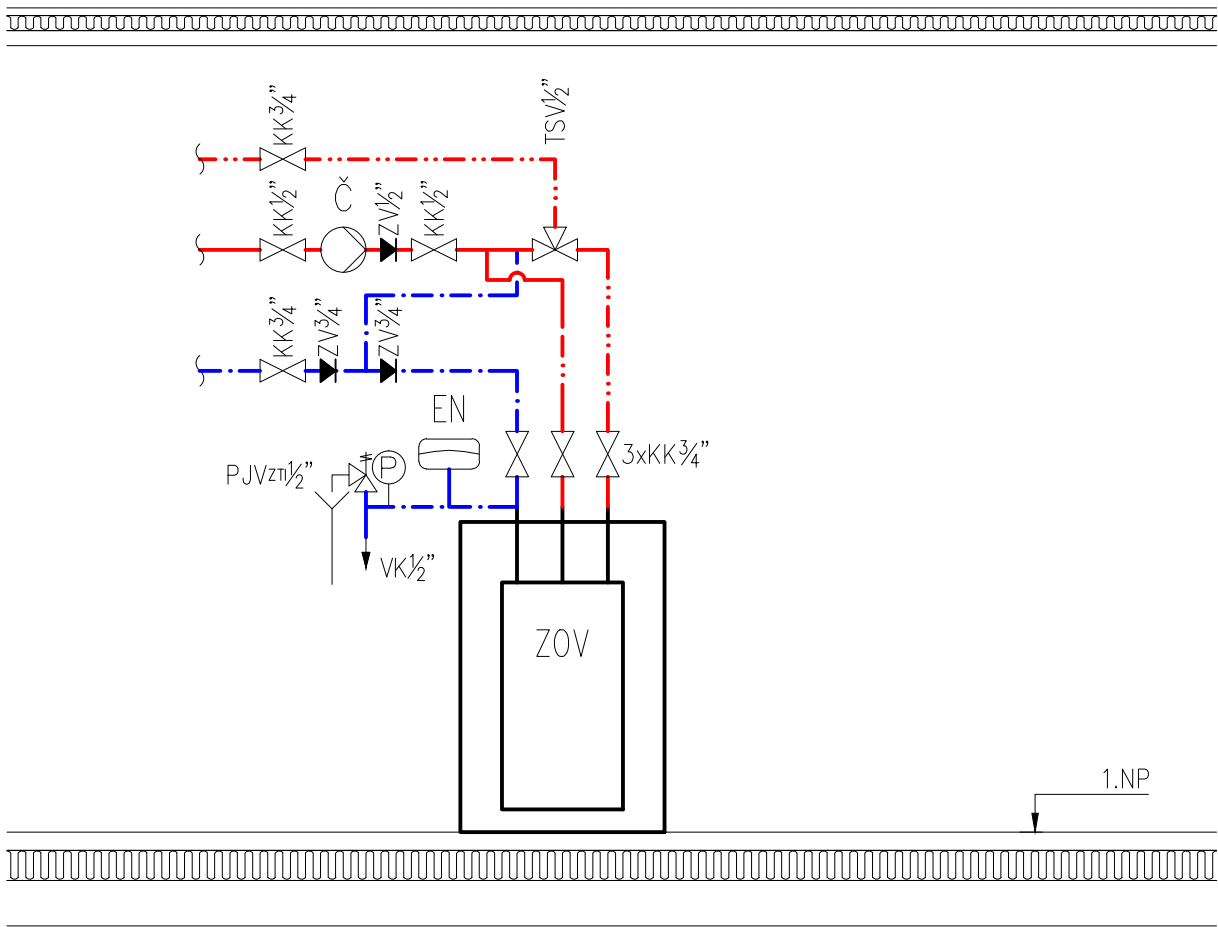 KK¾”
TSV½”
KK½”
Č
ZV½”
KK½”
KK¾”
ZV¾”
ZV¾”
EN
3xKK¾”
PJVZTI½”
P
VK½”
ZOV
1.NP